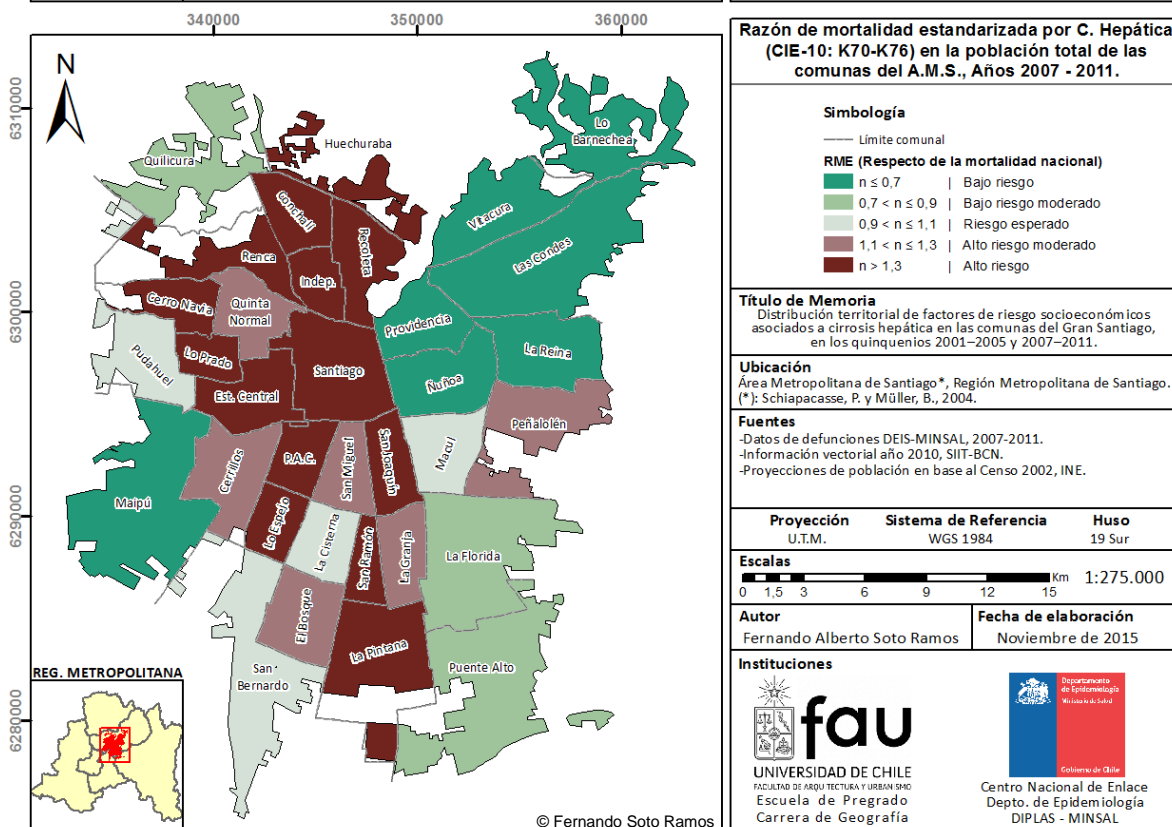 340000
350000
360000
6310000
6300000
6290000
6280000
N
Lo
Barnechea
Huechuraba
Quilicura
Conchalí
Vitacura
Recoleta
Las Condes
Renca
Indep.
Cerro Navia
Quinta
Normal
Providencia
La Reina
Pudahuel
Lo Prado
Santiago
Ñuñoa
Est. Central
Peñalolén
Cerrillos
P.A.C.
San Miguel
San Joaquín
Macul
Maipú
Lo Espejo
La Cisterna
San Ramón
La Granja
La Florida
El Bosque
La Pintana
San
Bernardo
Puente Alto
REG. METROPOLITANA
© Fernando Soto Ramos
Razón de mortalidad estandarizada por C. Hepática
(CIE-10: K70-K76) en la población total de las
comunas del A.M.S., Años 2007 - 2011.
Simbología
Límite comunal
RME (Respecto de la mortalidad nacional)
n ≤ 0,7 | Bajo riesgo
0,7 < n ≤ 0,9 | Bajo riesgo moderado
0,9 < n ≤ 1,1 | Riesgo esperado
1,1 < n ≤ 1,3 | Alto riesgo moderado
n > 1,3 | Alto riesgo
Título de Memoria
Distribución territorial de factores de riesgo socioeconómicos
asociados a cirrosis hepática en las comunas del Gran Santiago,
en los quinquenios 2001–2005 y 2007–2011.
Ubicación
Área Metropolitana de Santiago*, Región Metropolitana de Santiago.
(*): Schiapacasse, P. y Müller, B., 2004.
Fuentes
-Datos de defunciones DEIS-MINSAL, 2007-2011.
-Información vectorial año 2010, SIIT-BCN.
-Proyecciones de población en base al Censo 2002, INE.
Proyección Sistema de Referencia Huso
U.T.M. WGS 1984 19 Sur
Escalas
Km 1:275.000
0 1,5 3 6 9 12 15
Autor
Fernando Alberto Soto Ramos
Fecha de elaboración
Noviembre de 2015
Instituciones
fau
UNIVERSIDAD DE CHILE
FACULTAD DE ARQUITECTURA Y URBANISMO
Escuela de Pregrado
Carrera de Geografía
Departamento
de Epidemiología
Ministerio de Salud
Gobierno de Chile
Centro Nacional de Enlace
Depto. de Epidemiología
DIPLAS - MINSAL